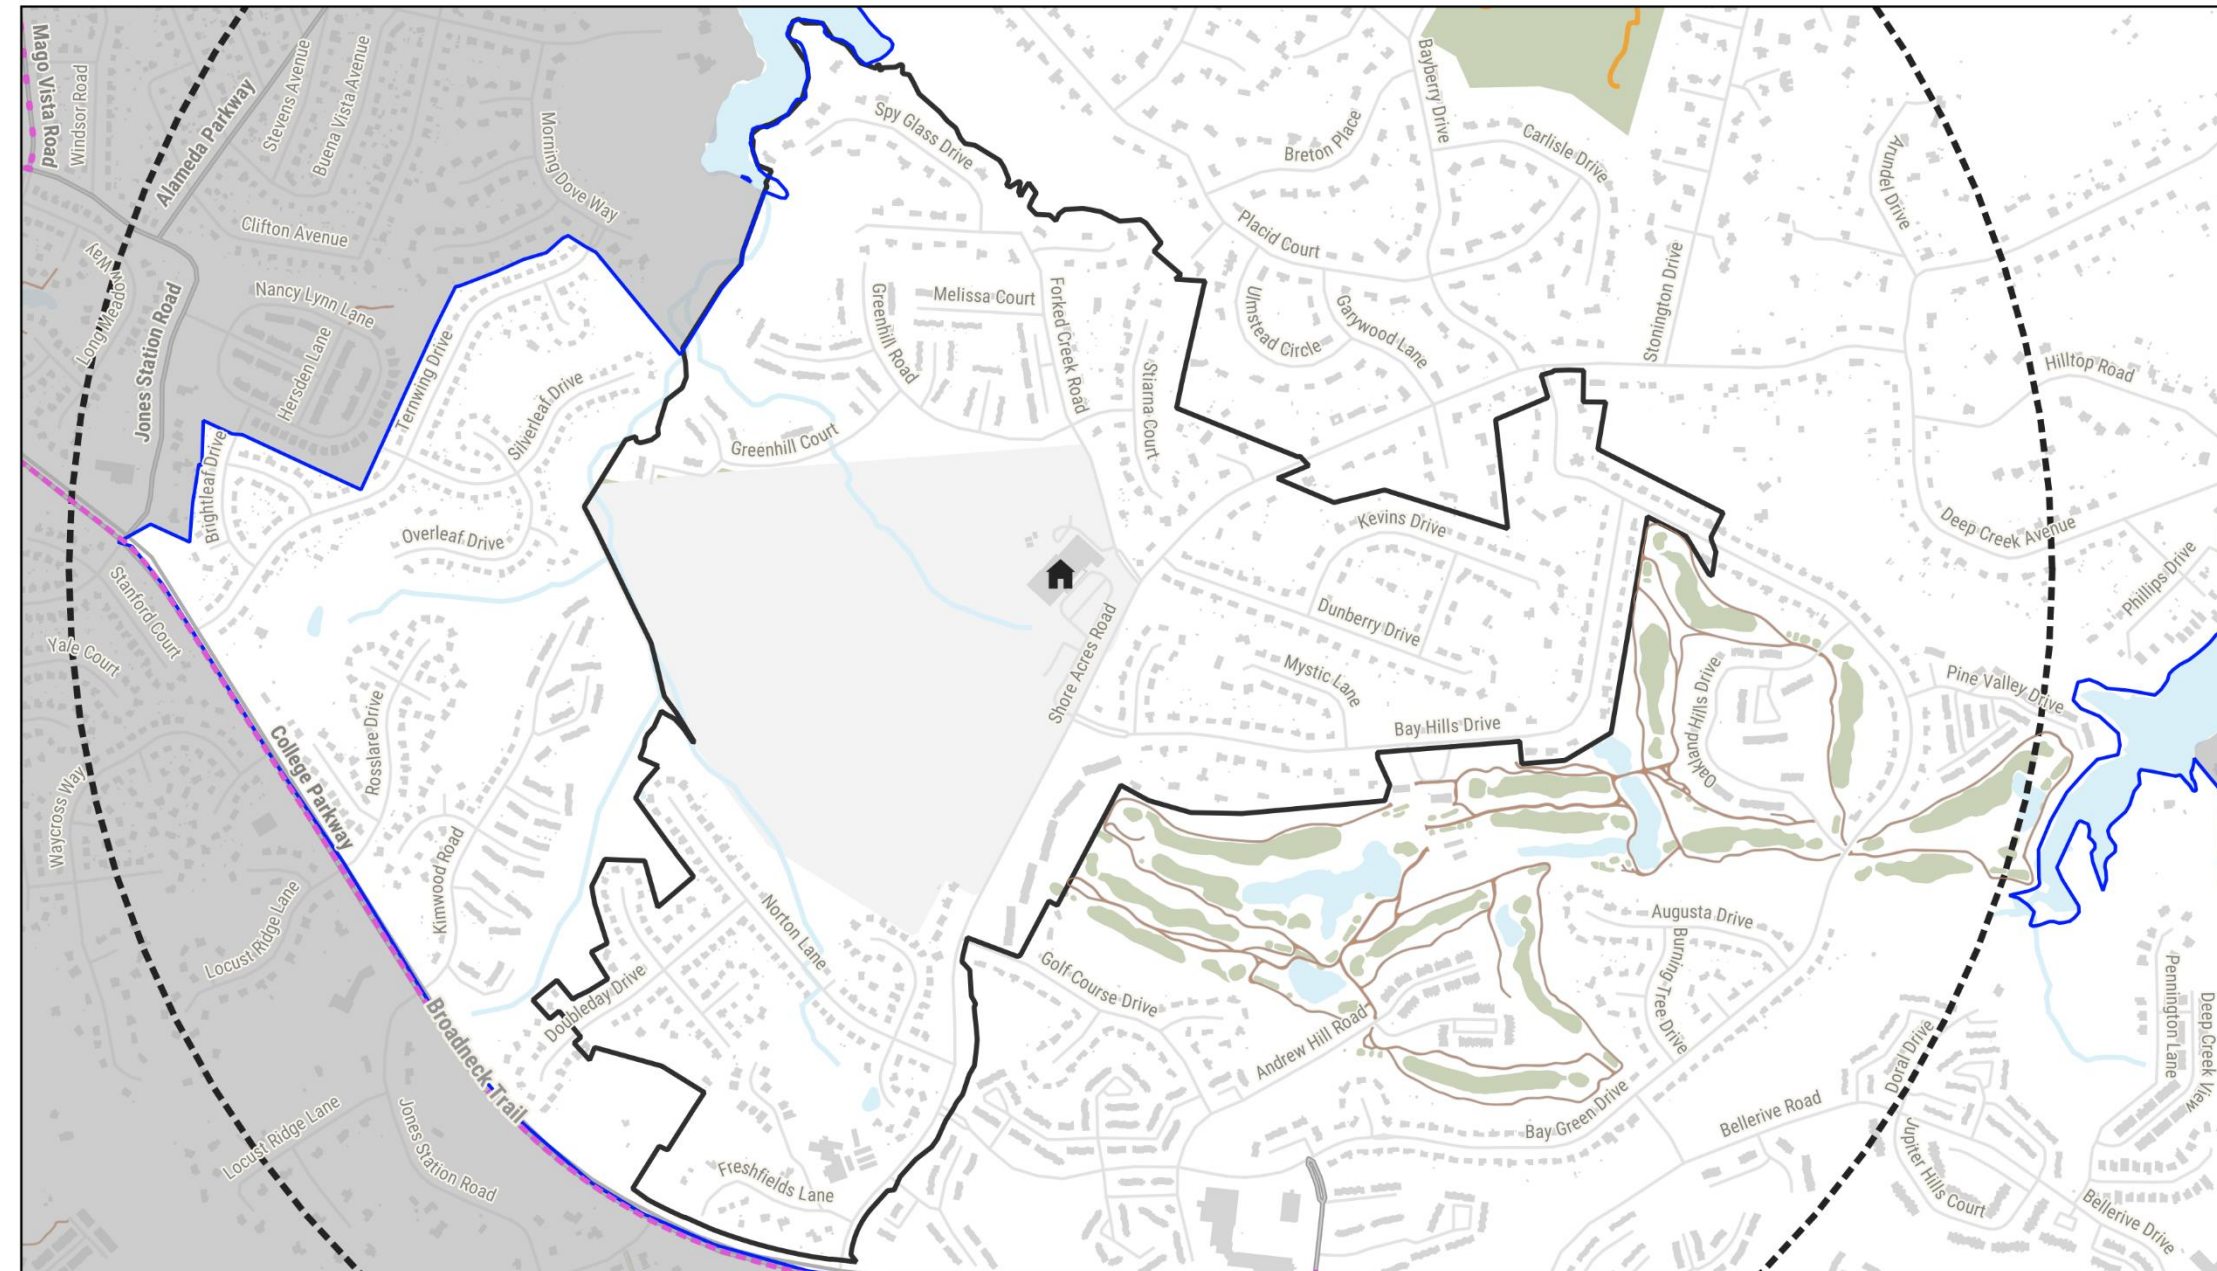 Mago Vista Road
Windsor Road
Alameda Parkway
Stevens Avenue
Buena Vista Avenue
Morning Dove Way
Clifton Avenue
Long Meadow Way
Nancy Lynn Lane
Jones Station Road
Hersden Lane
Ternwing Drive
Silverleaf Drive
Brightleaf Drive
Overleaf Drive
Spy Glass Drive
Melissa Court
Greenhill Road
Forked Creek Road
Stiarna Court
Greenhill Court
Bayberry Drive
Breton Place
Carlisle Drive
Placid Court
Ulmstead Circle
Garywood Lane
Stonington Drive
Arundel Drive
Hilltop Road
Deep Creek Avenue
Phillips Drive
Kevins Drive
Dunberry Drive
Mystic Lane
Shore Acres Road
Bay Hills Drive
Oakland Hills Drive
Pine Valley Drive
Stanford Court
Yale Court
College Parkway
Rosslare Drive
Waycross Way
Kimwood Road
Locust Ridge Lane
Norton Lane
Doubleday Drive
Broadneck Trail
Golf Course Drive
Andrew Hill Road
Augusta Drive
Burning Tree Drive
Bay Green Drive
Bellerive Road
Doral Drive
Pennington Lane
Deep Creek View
Jupiter Hills Court
Bellerive Drive
Locust Ridge Lane
Jones Station Road
Freshfields Lane